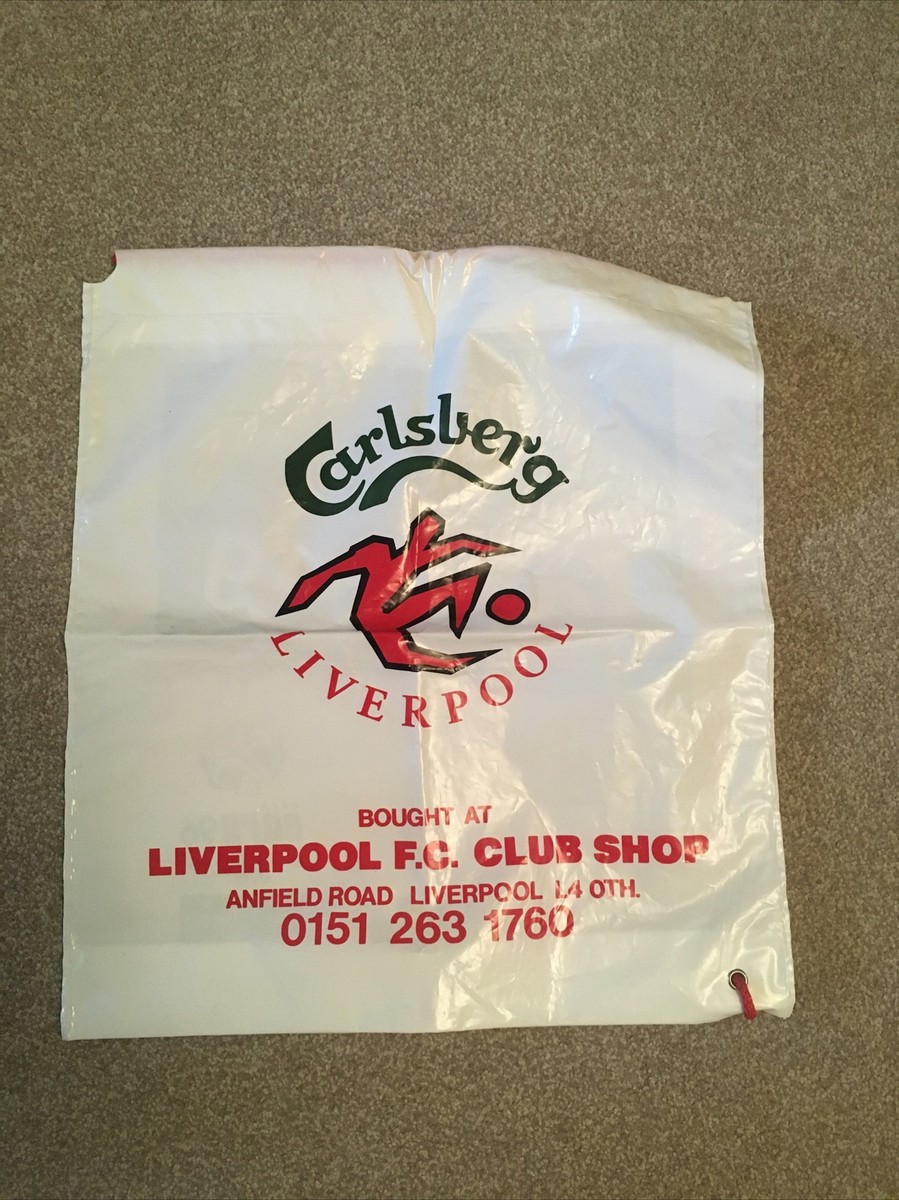 Carlsberg
LIVERPOOL
BOUGHT AT
LIVERPOOL F.C. CLUB SHOP
ANFIELD ROAD LIVERPOOL L4 0TH.
0151 263 1760